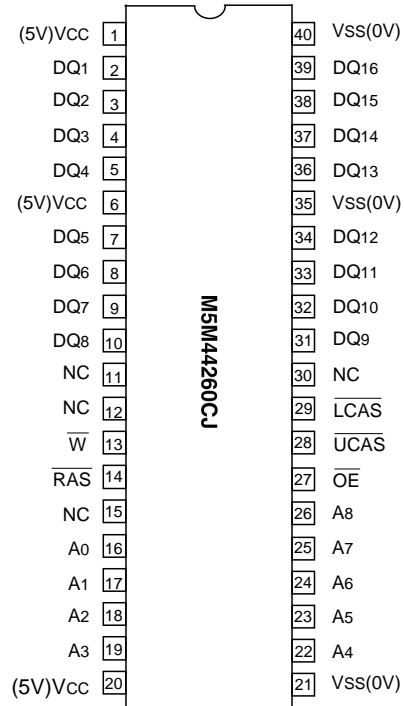 (5V)VCC 1 40 VSS(0V)
DQ1 2 39 DQ16
DQ2 3 38 DQ15
DQ3 4 37 DQ14
DQ4 5 36 DQ13
(5V)VCC 6 35 VSS(0V)
DQ5 7 34 DQ12
DQ6 8 33 DQ11
DQ7 9 32 DQ10
DQ8 10 31 DQ9
NC 11 30 NC
NC 12 29 LCAS
W 13 28 UCAS
RAS 14 27 OE
NC 15 26 A8
A0 16 25 A7
A1 17 24 A6
A2 18 23 A5
A3 19 22 A4
(5V)VCC 20 21 VSS(0V)
M5M44260CJ